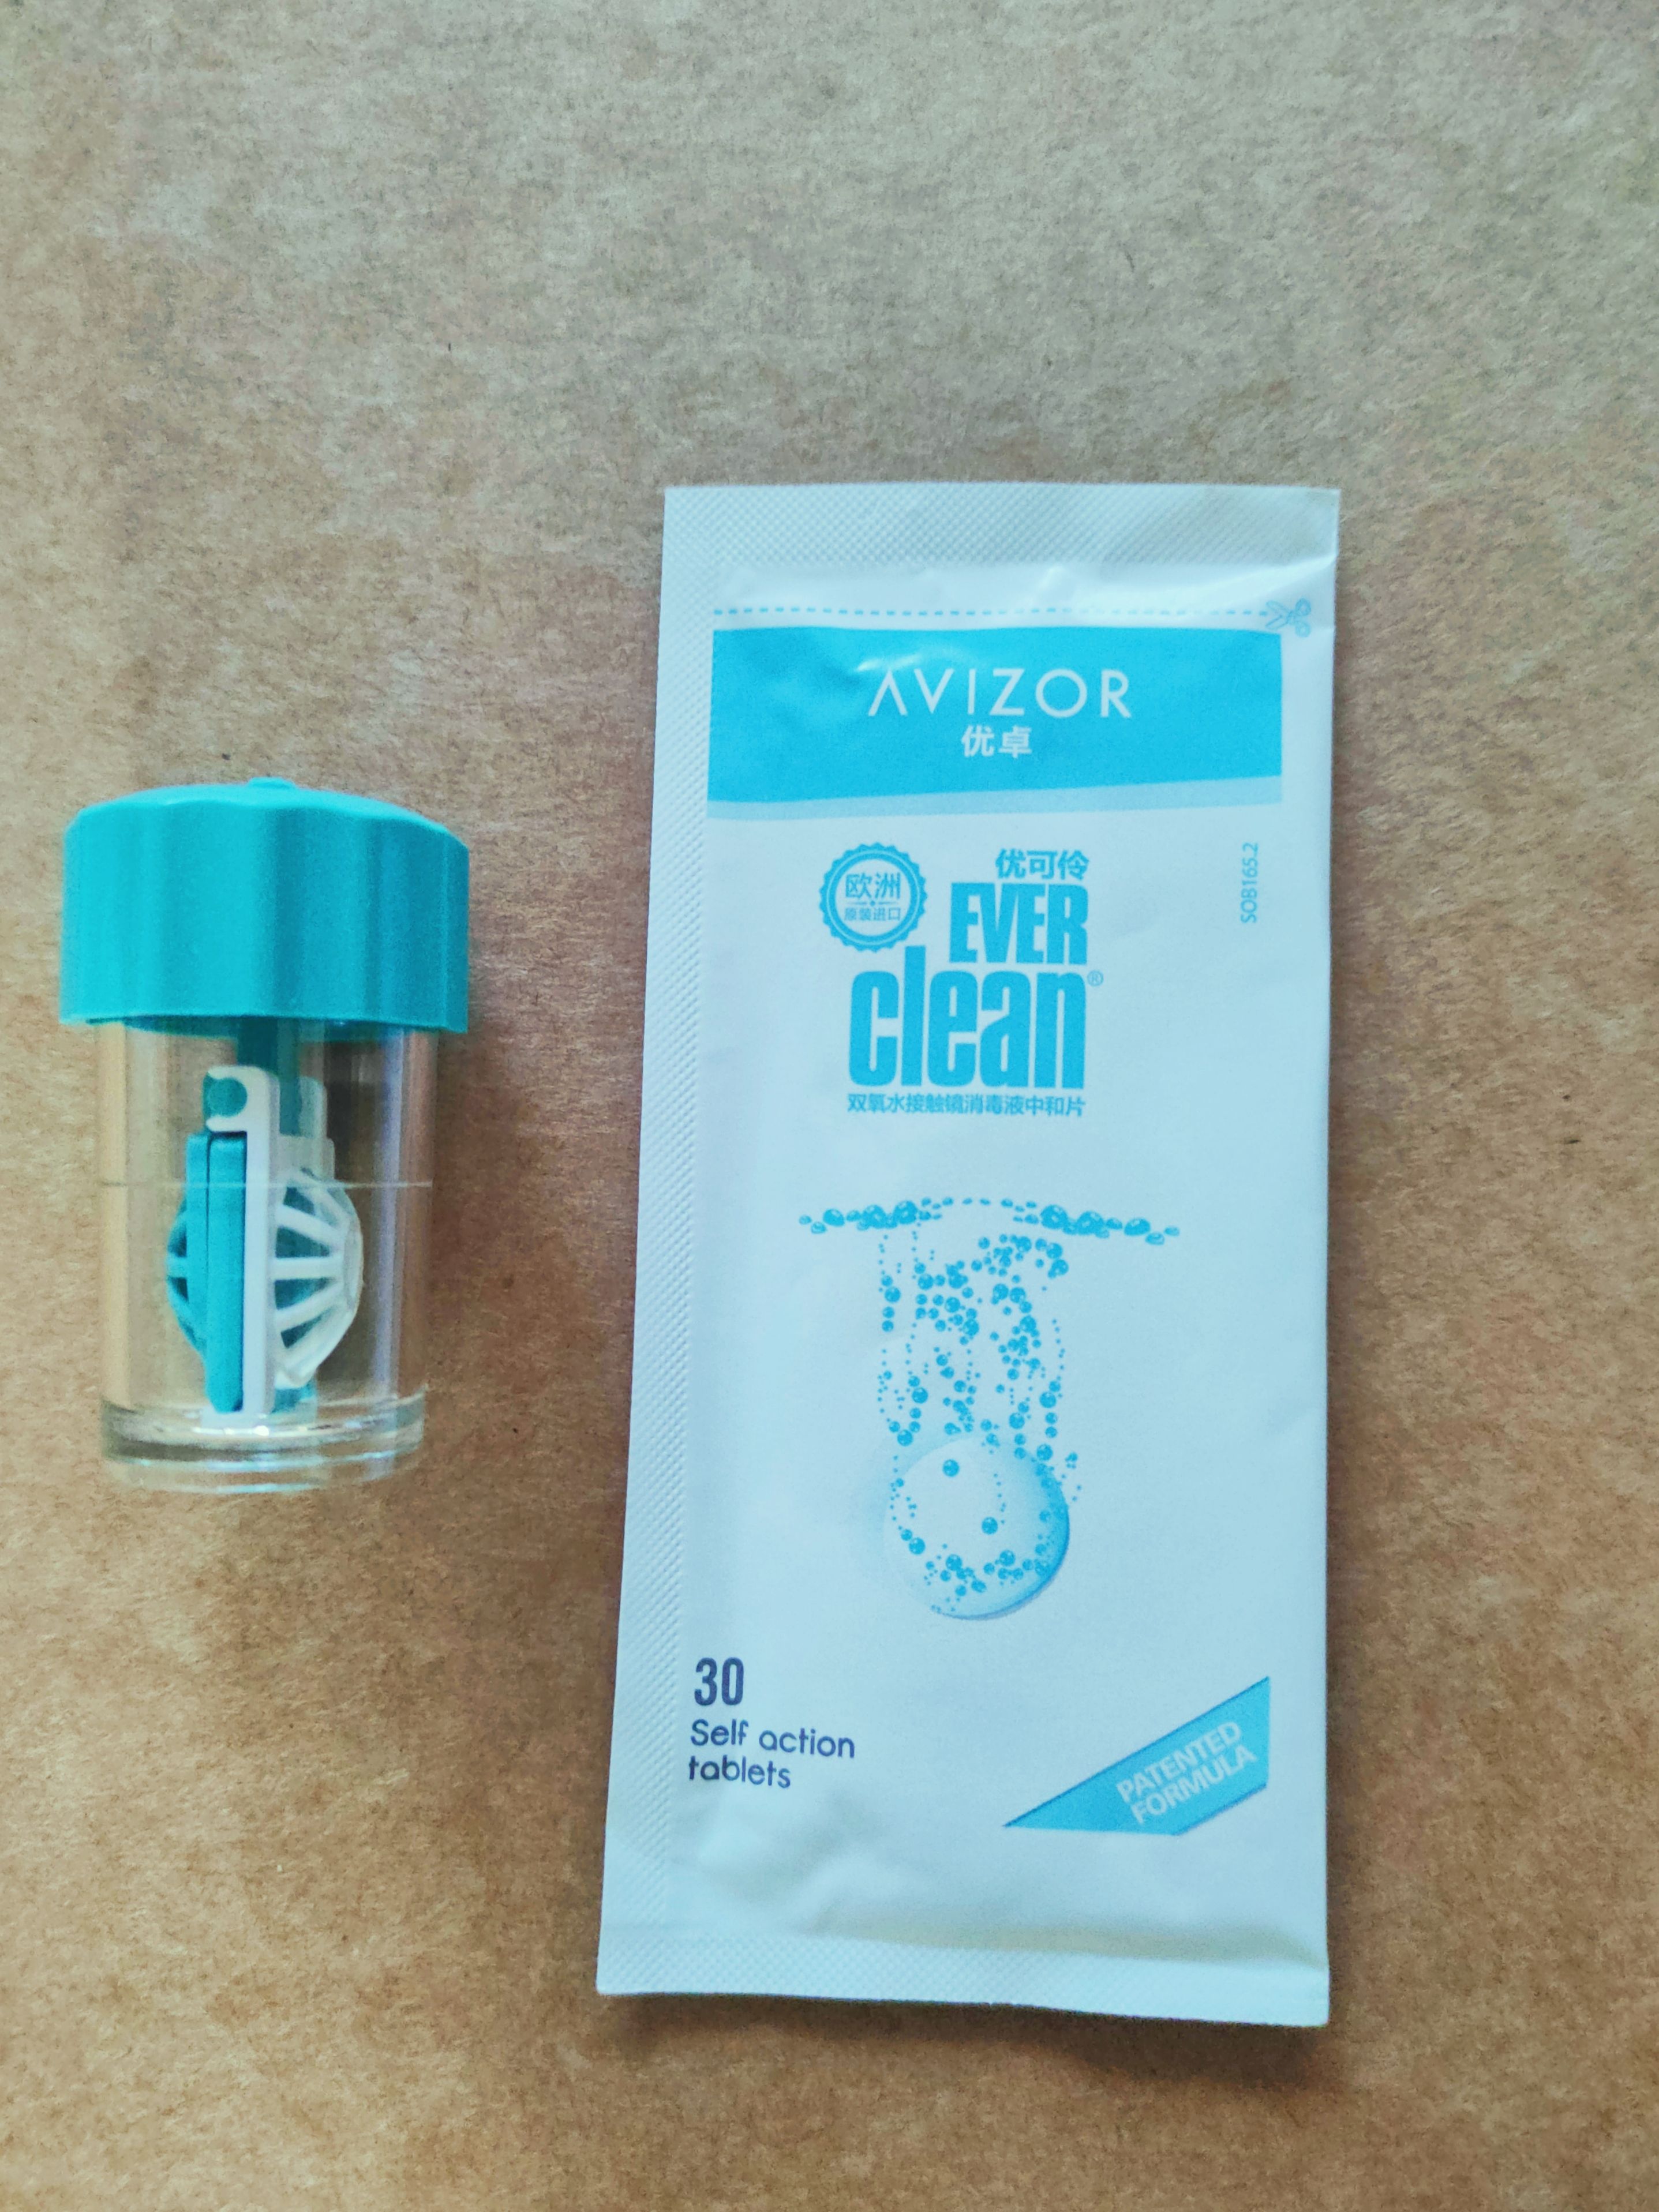 AVIZOR
优卓
SOB165.2
欧洲
原装进口
优可伶
EVER
clean®
双氧水接触镜消毒液中和片
30
Self action
tablets
PATENTED
FORMULA